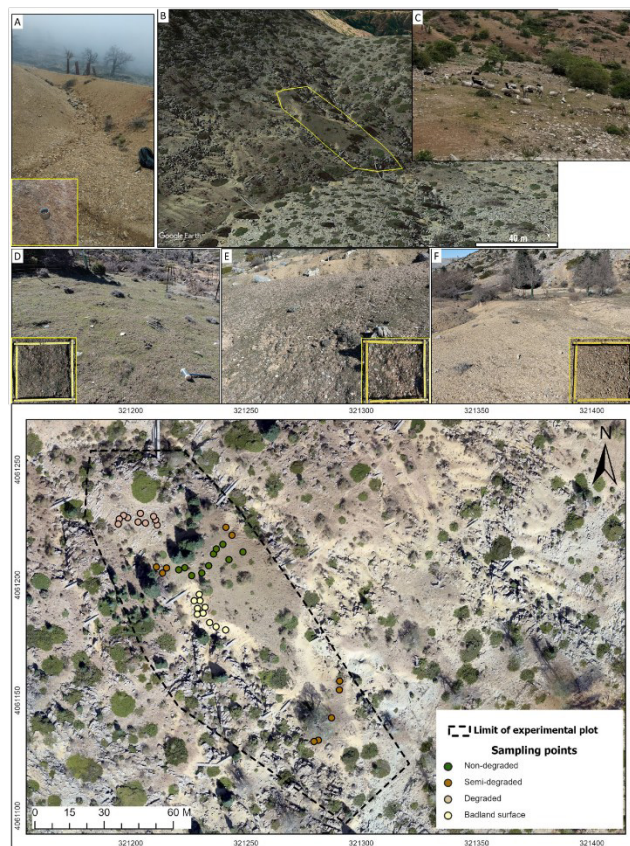 A
B
C
Google Earth
40 m
D
E
F
321200
321250
321300
321350
321400
4061250
4061200
4061150
4061100
N
Limit of experimental plot
Sampling points
Non-degraded
Semi-degraded
Degraded
Badland surface
0
15
30
60 M
321200
321250
321300
321350
321400